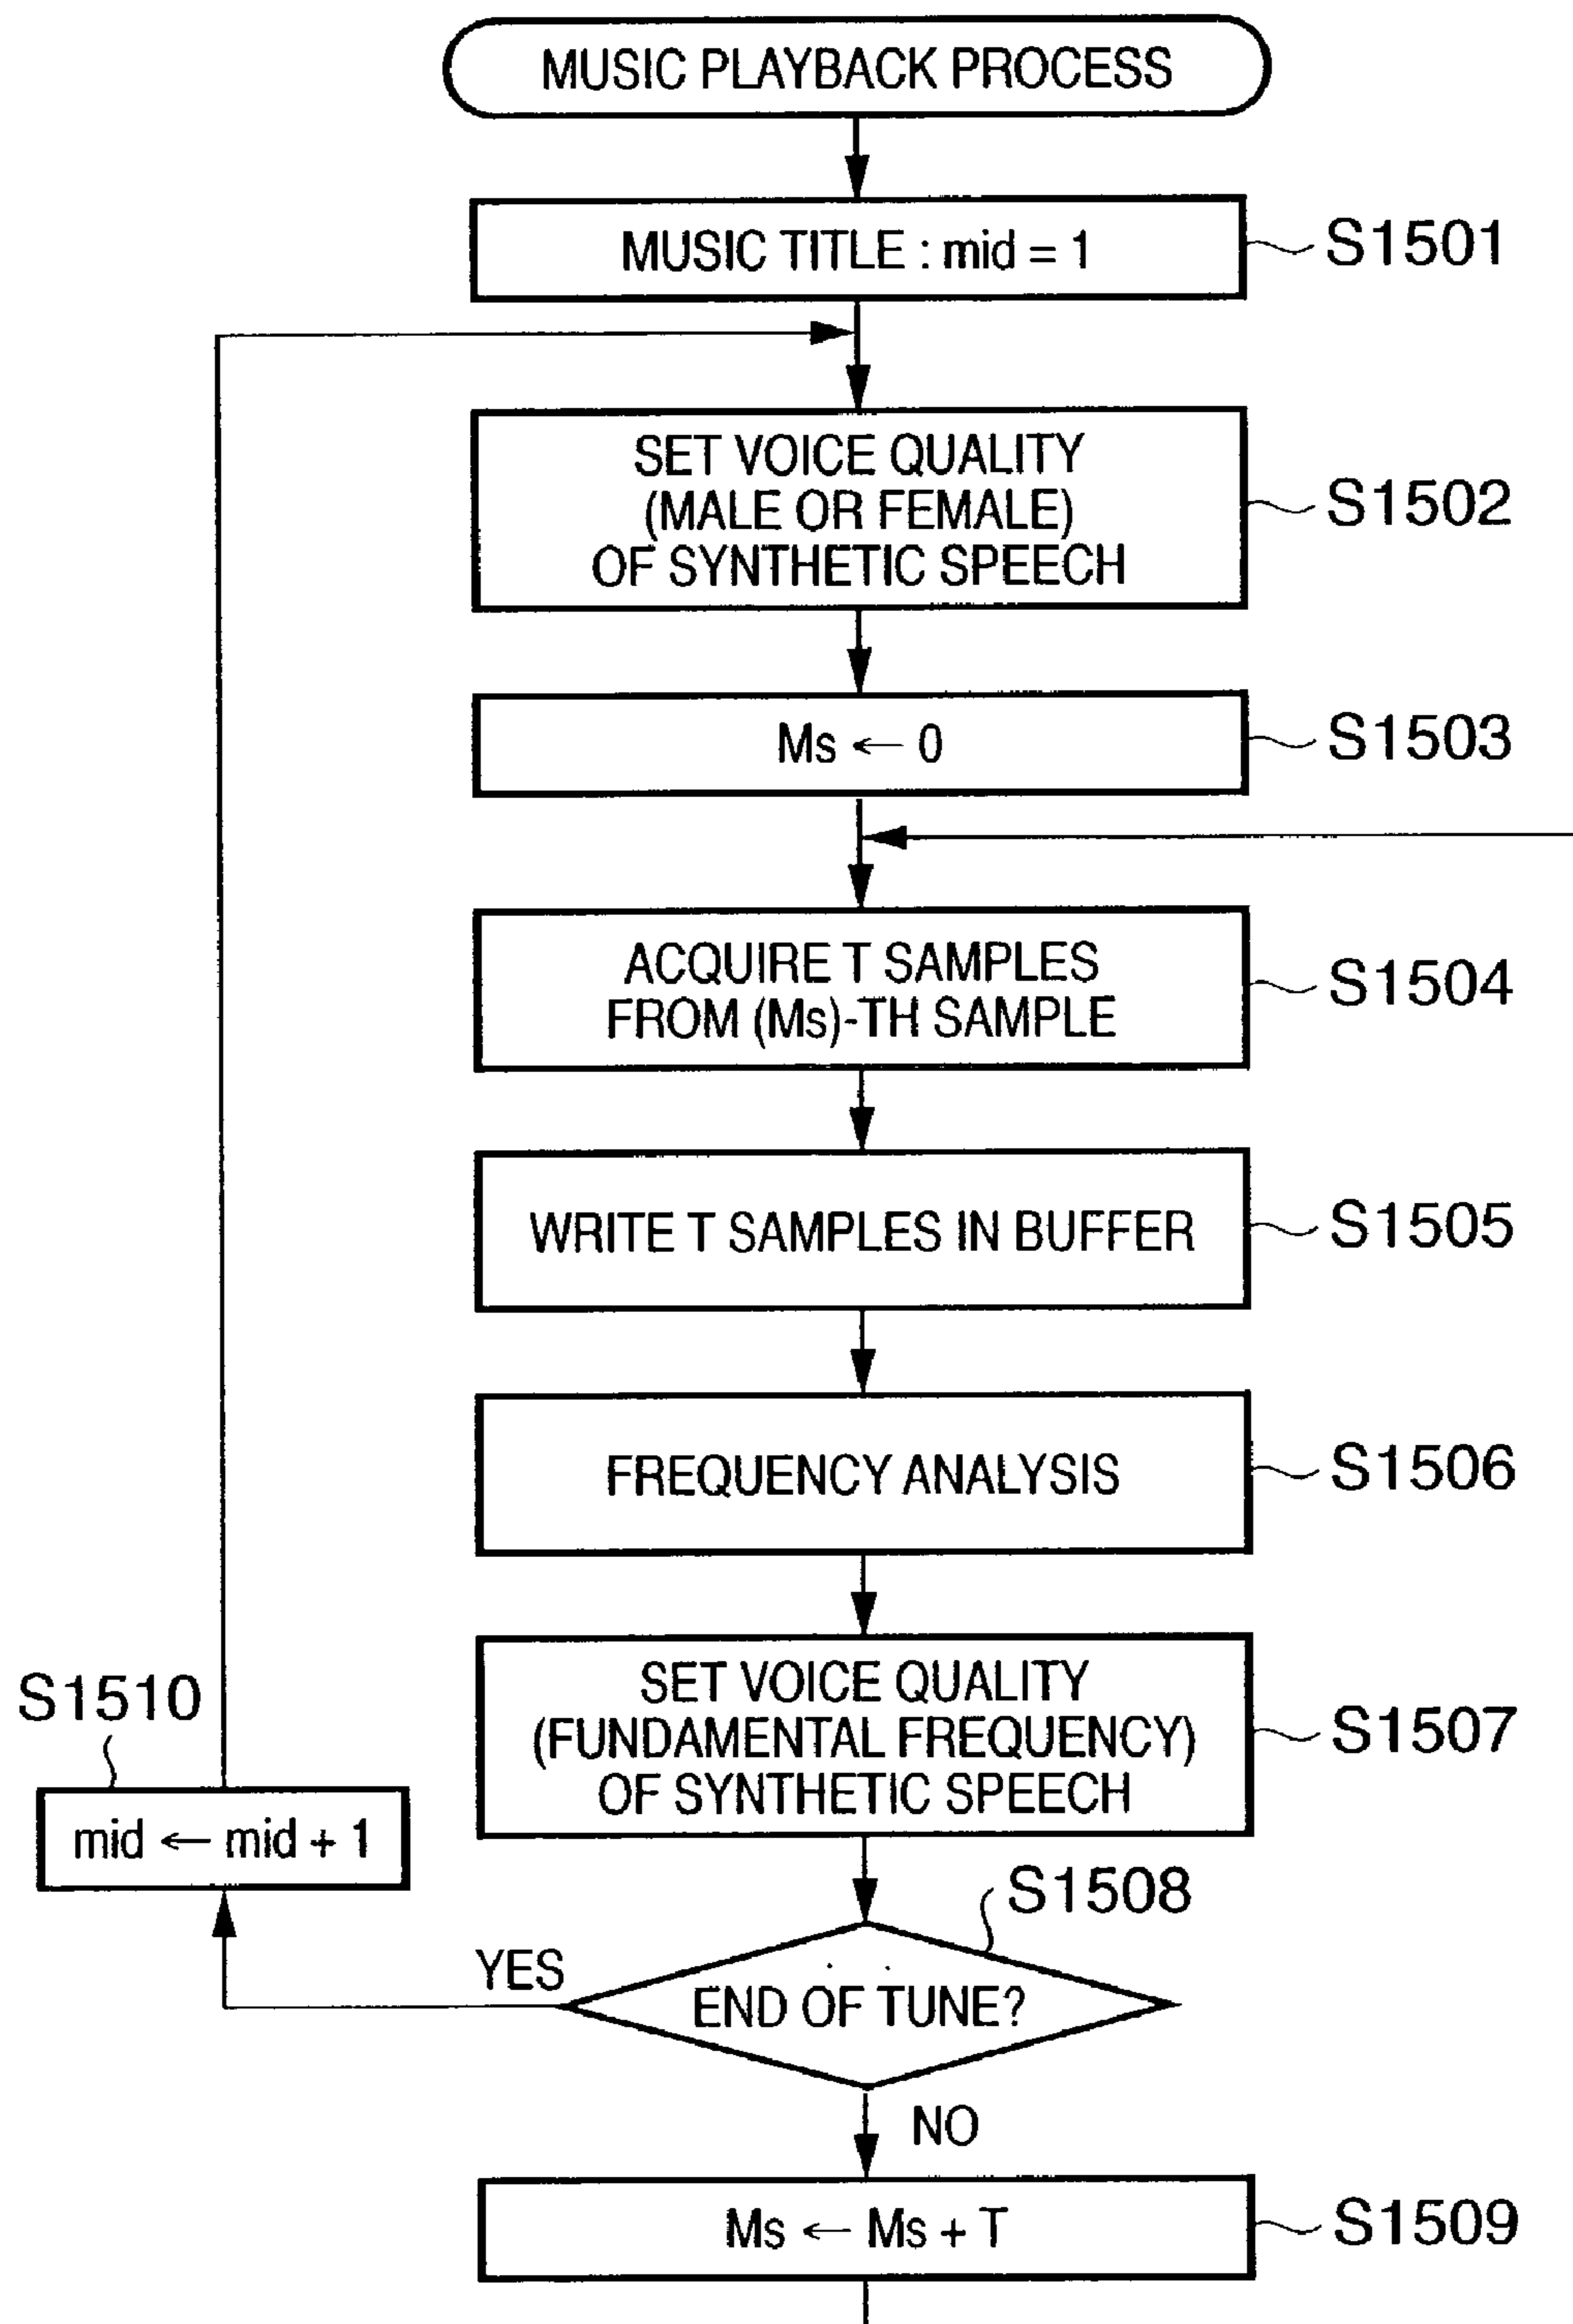 MUSIC PLAYBACK PROCESS
MUSIC TITLE : mid = 1
S1501
SET VOICE QUALITY
(MALE OR FEMALE)
OF SYNTHETIC SPEECH
S1502
Ms ← 0
S1503
ACQUIRE T SAMPLES
FROM (Ms)-TH SAMPLE
S1504
WRITE T SAMPLES IN BUFFER
S1505
FREQUENCY ANALYSIS
S1506
SET VOICE QUALITY
(FUNDAMENTAL FREQUENCY)
OF SYNTHETIC SPEECH
S1507
S1510
mid ← mid + 1
S1508
YES
END OF TUNE?
NO
Ms ← Ms + T
S1509